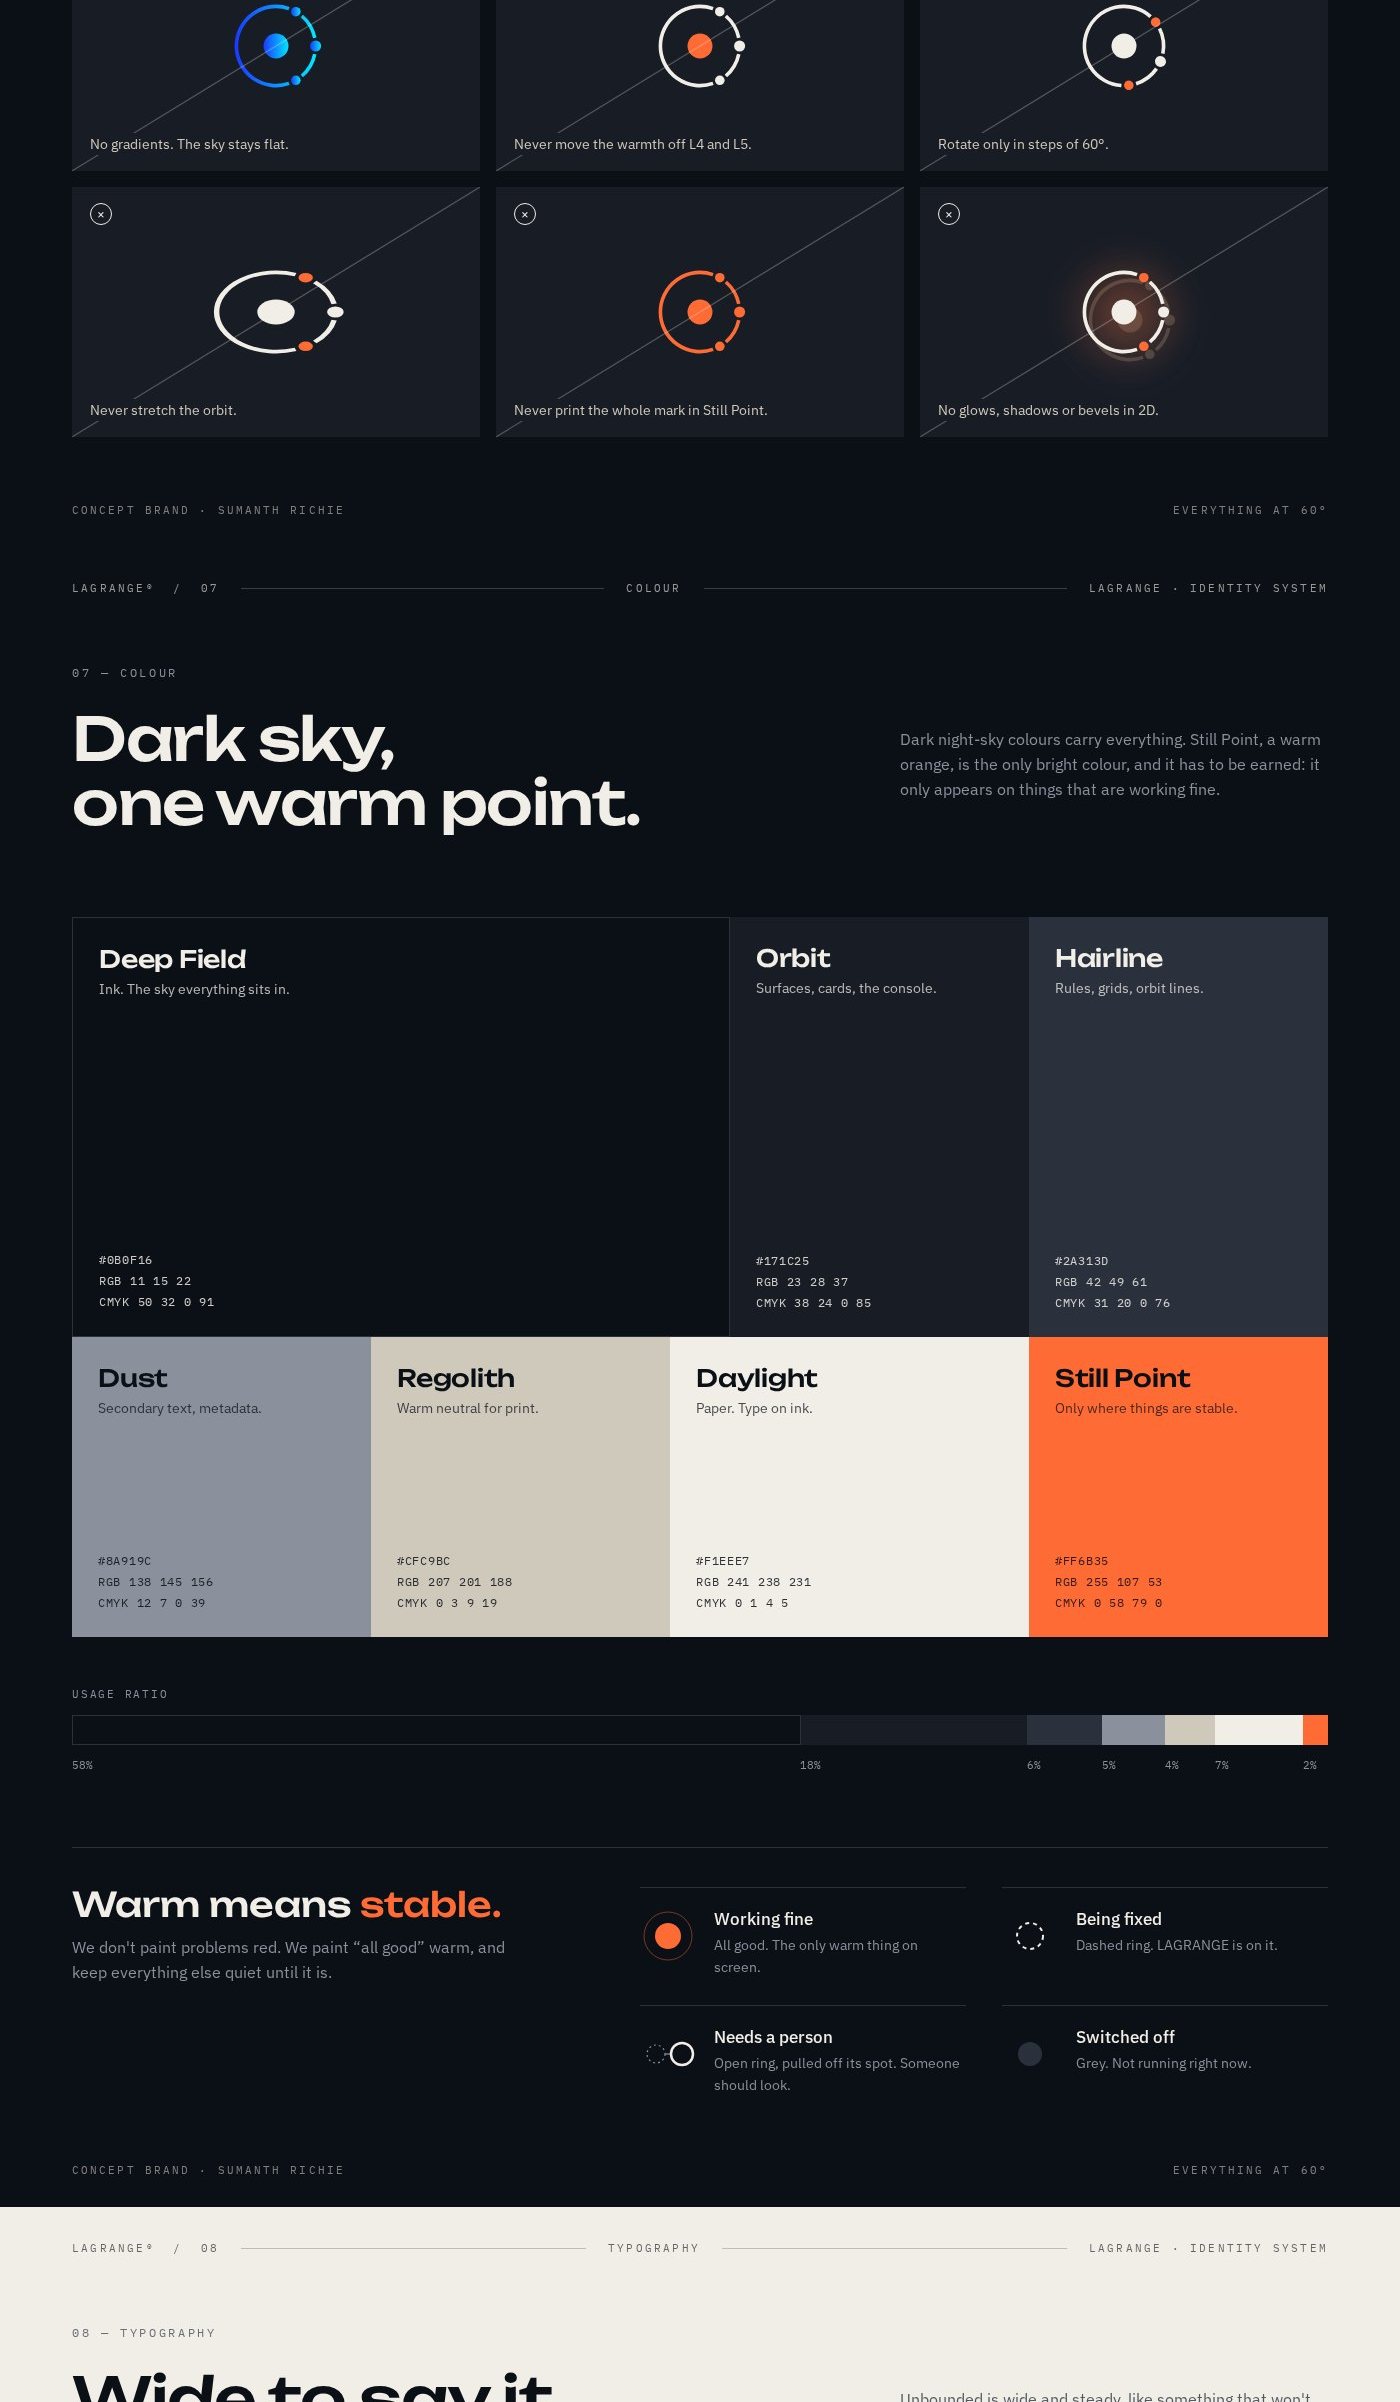 No gradients. The sky stays flat.
Never move the warmth off L4 and L5.
Rotate only in steps of 60°.
×
×
×
Never stretch the orbit.
Never print the whole mark in Still Point.
No glows, shadows or bevels in 2D.
CONCEPT BRAND · SUMANTH RICHIE
EVERYTHING AT 60°
LAGRANGE° / 07
COLOUR
LAGRANGE · IDENTITY SYSTEM
07 — COLOUR
Dark sky,
one warm point.
Dark night-sky colours carry everything. Still Point, a warm
orange, is the only bright colour, and it has to be earned: it
only appears on things that are working fine.
Deep Field
Ink. The sky everything sits in.
#0B0F16
RGB 11 15 22
CMYK 50 32 0 91
Orbit
Surfaces, cards, the console.
#171C25
RGB 23 28 37
CMYK 38 24 0 85
Hairline
Rules, grids, orbit lines.
#2A313D
RGB 42 49 61
CMYK 31 20 0 76
Dust
Secondary text, metadata.
#8A919C
RGB 138 145 156
CMYK 12 7 0 39
Regolith
Warm neutral for print.
#CFC9BC
RGB 207 201 188
CMYK 0 3 9 19
Daylight
Paper. Type on ink.
#F1EEE7
RGB 241 238 231
CMYK 0 1 4 5
Still Point
Only where things are stable.
#FF6B35
RGB 255 107 53
CMYK 0 58 79 0
USAGE RATIO
58%
18%
6%
5%
4%
7%
2%
Warm means stable.
We don't paint problems red. We paint “all good” warm, and
keep everything else quiet until it is.
Working fine
All good. The only warm thing on
screen.
Being fixed
Dashed ring. LAGRANGE is on it.
Needs a person
Open ring, pulled off its spot. Someone
should look.
Switched off
Grey. Not running right now.
CONCEPT BRAND · SUMANTH RICHIE
EVERYTHING AT 60°
LAGRANGE° / 08
TYPOGRAPHY
LAGRANGE · IDENTITY SYSTEM
08 — TYPOGRAPHY
Wide to say it
Unbounded is wide and steady, like something that won't